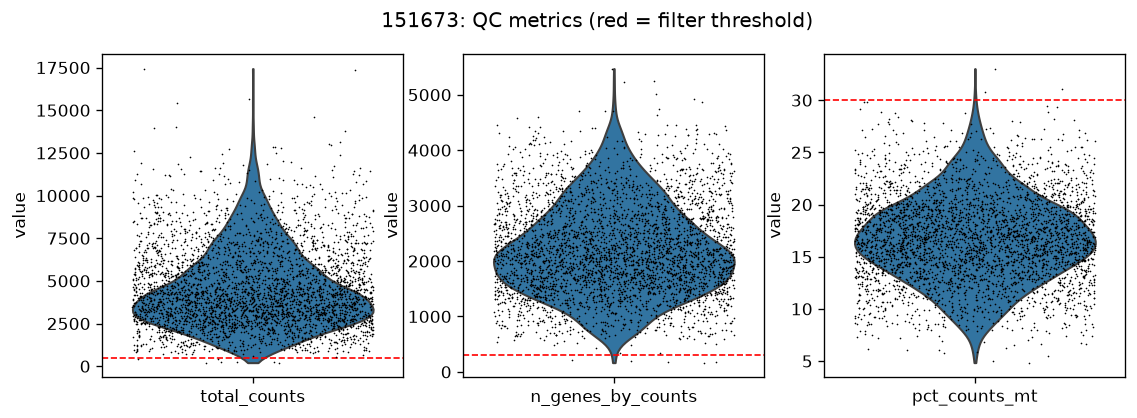 151673: QC metrics (red = filter threshold)
value
17500
15000
12500
10000
7500
5000
2500
0
total_counts
value
5000
4000
3000
2000
1000
0
n_genes_by_counts
value
30
25
20
15
10
5
pct_counts_mt